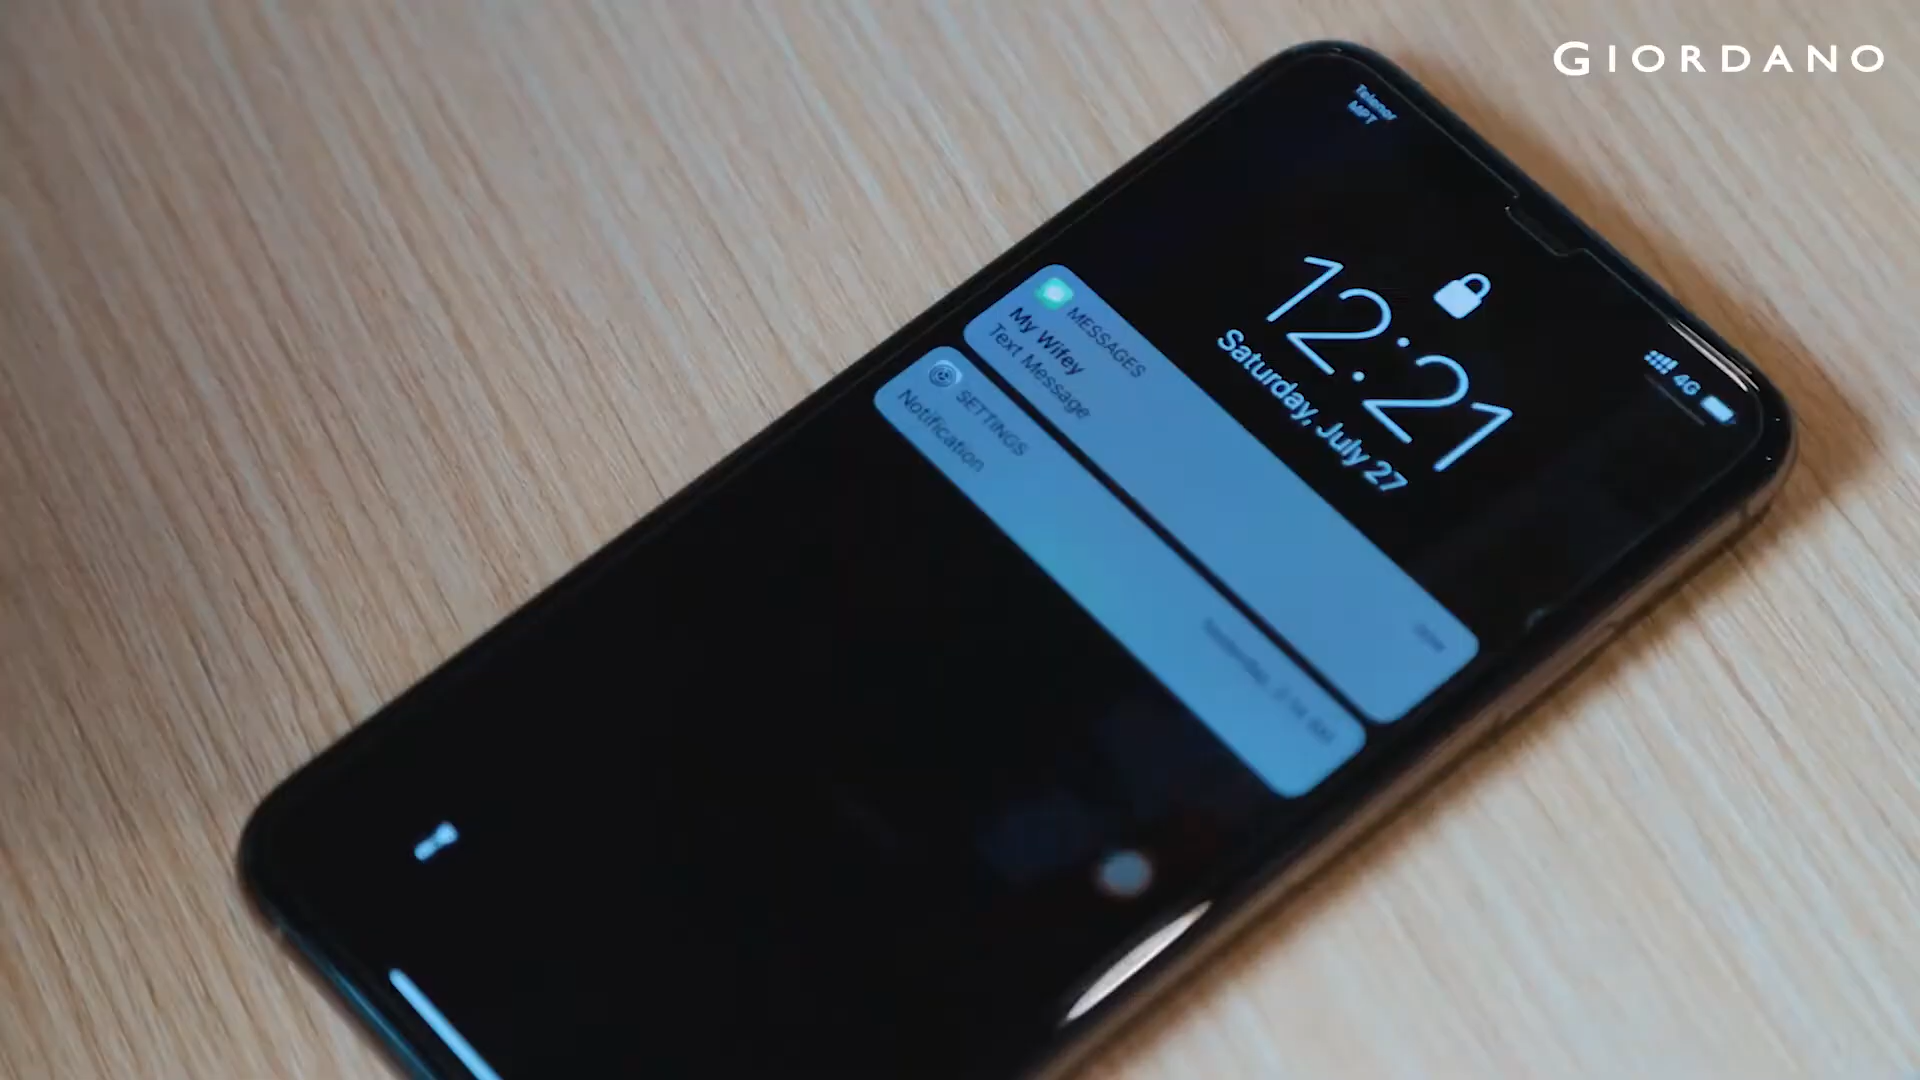 GIORDANO
Telenor
MPT
4G
12:21
Saturday, July 27
MESSAGES
My Wifey
Text Message
SETTINGS
Notification